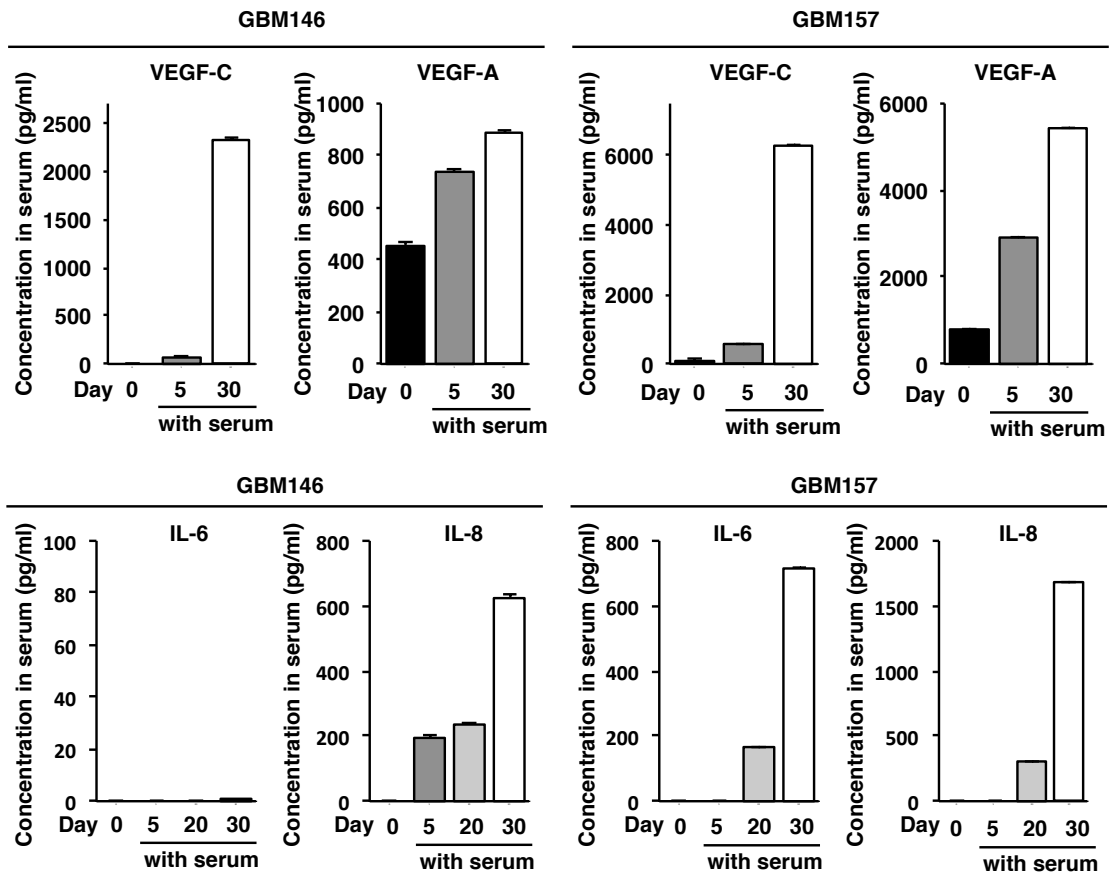 GBM146
GBM157
VEGF-C
VEGF-A
VEGF-C
VEGF-A
Concentration in serum (pg/ml)
2500
2000
1500
1000
500
0
Day 0 5 30
with serum
Concentration in serum (pg/ml)
1000
800
600
400
200
0
Day 0 5 30
with serum
Concentration in serum (pg/ml)
6000
4000
2000
0
Day 0 5 30
with serum
Concentration in serum (pg/ml)
6000
4000
2000
0
Day 0 5 30
with serum
GBM146
GBM157
IL-6
IL-8
IL-6
IL-8
Concentration in serum (pg/ml)
100
80
60
40
20
0
Day 0 5 20 30
with serum
Concentration in serum (pg/ml)
800
600
400
200
0
Day 0 5 20 30
with serum
Concentration in serum (pg/ml)
800
600
400
200
0
Day 0 5 20 30
with serum
Concentration in serum (pg/ml)
2000
1500
1000
500
0
Day 0 5 20 30
with serum